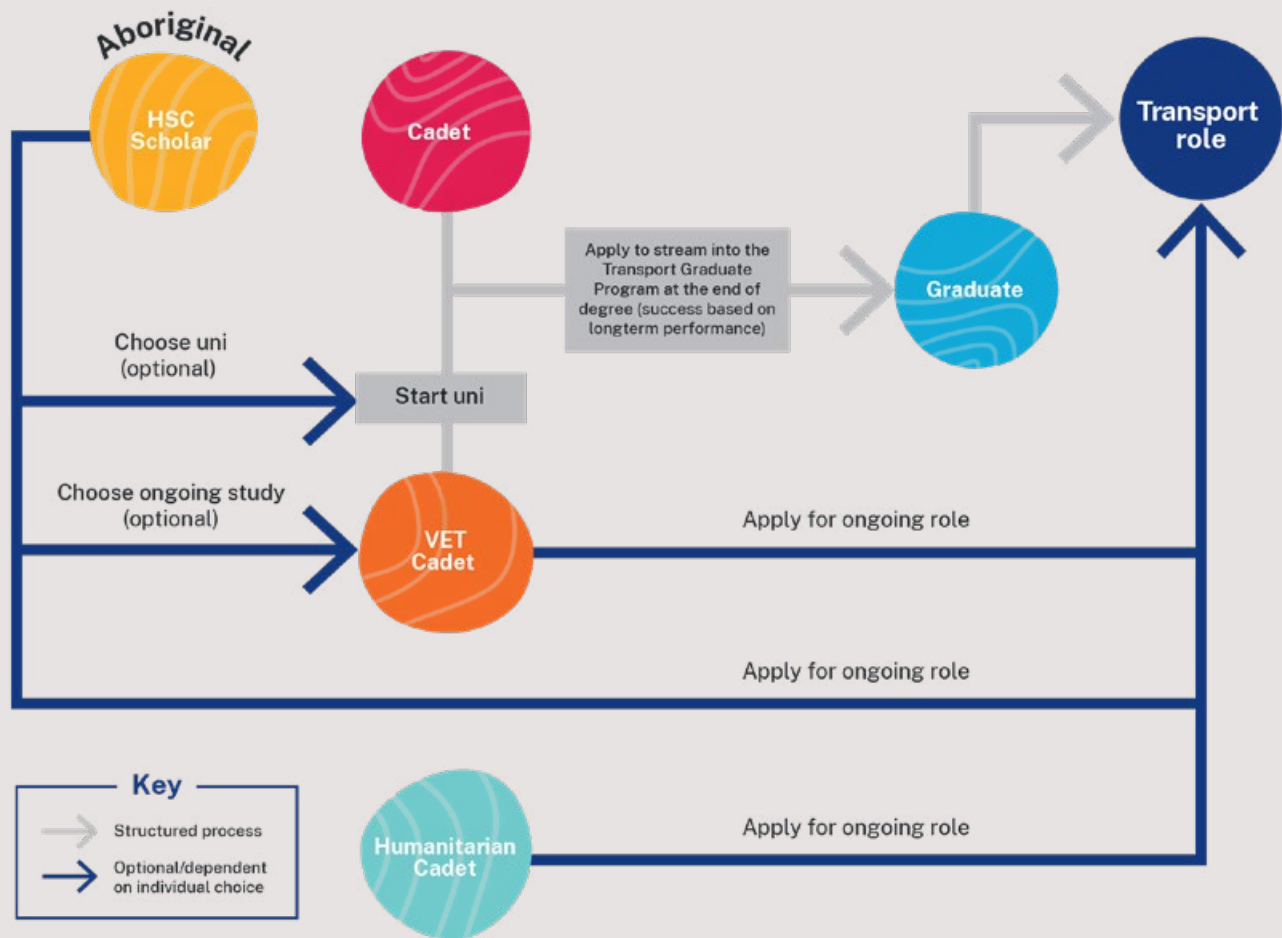 Aboriginal
HSC
Scholar
Cadet
Transport
role
Apply to stream into the
Transport Graduate
Program at the end of
degree (success based on
longterm performance)
Graduate
Choose uni
(optional)
Start uni
Choose ongoing study
(optional)
VET
Cadet
Apply for ongoing role
Apply for ongoing role
Key
Structured process
Optional/dependent
on individual choice
Humanitarian
Cadet
Apply for ongoing role